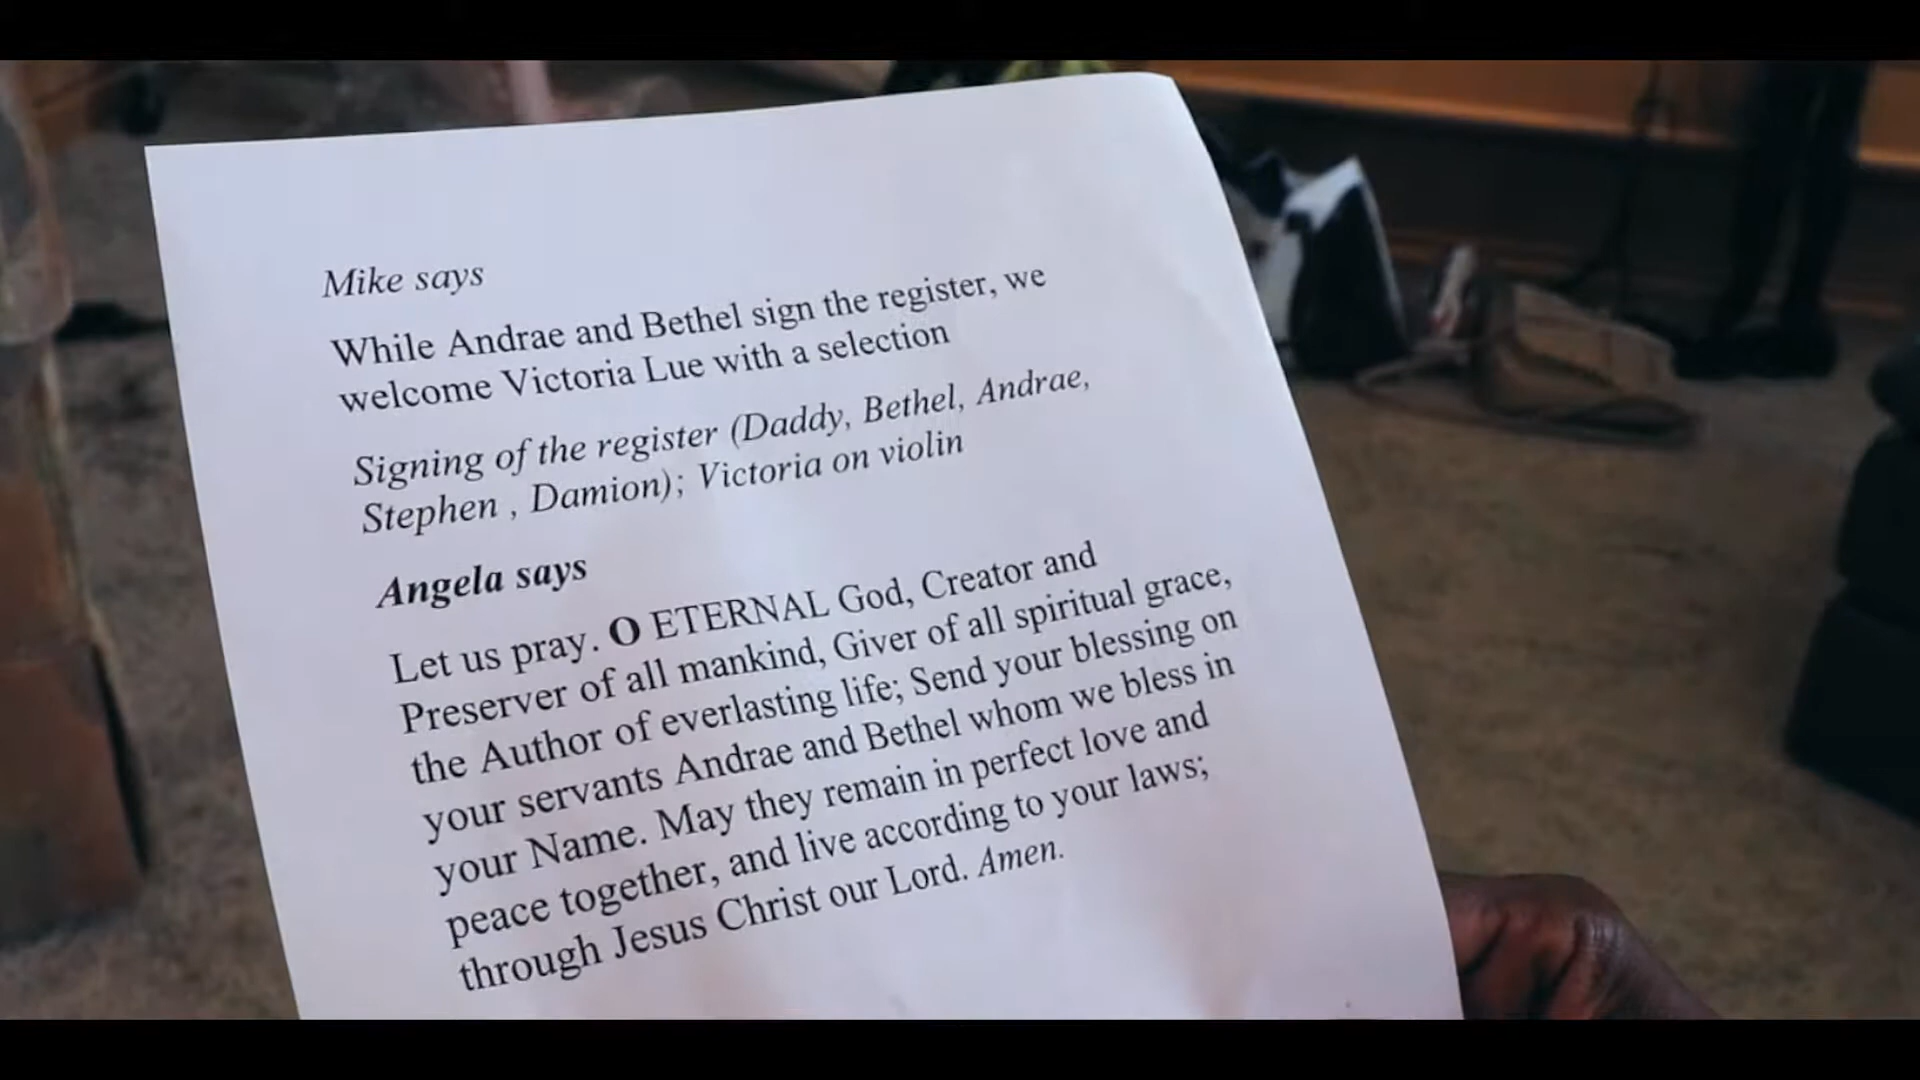 Mike says
While Andrae and Bethel sign the register, we
welcome Victoria Lue with a selection
Signing of the register (Daddy, Bethel, Andrae,
Stephen , Damion); Victoria on violin
Angela says
Let us pray. O ETERNAL God, Creator and
Preserver of all mankind, Giver of all spiritual grace,
the Author of everlasting life; Send your blessing on
your servants Andrae and Bethel whom we bless in
your Name. May they remain in perfect love and
peace together, and live according to your laws;
through Jesus Christ our Lord. Amen.